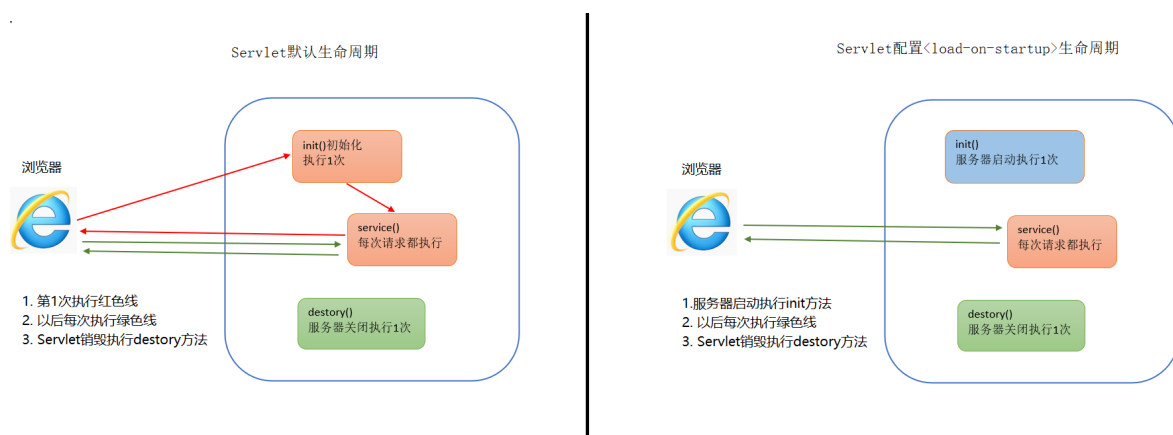 Servlet默认生命周期
浏览器
init()初始化
执行1次
service()
每次请求都执行
destory()
服务器关闭执行1次
1. 第1次执行红色线
2. 以后每次执行绿色线
3. Servlet销毁执行destory方法
Servlet配置<load-on-startup>生命周期
浏览器
init()
服务器启动执行1次
service()
每次请求都执行
destory()
服务器关闭执行1次
1.服务器启动执行init方法
2. 以后每次执行绿色线
3. Servlet销毁执行destory方法